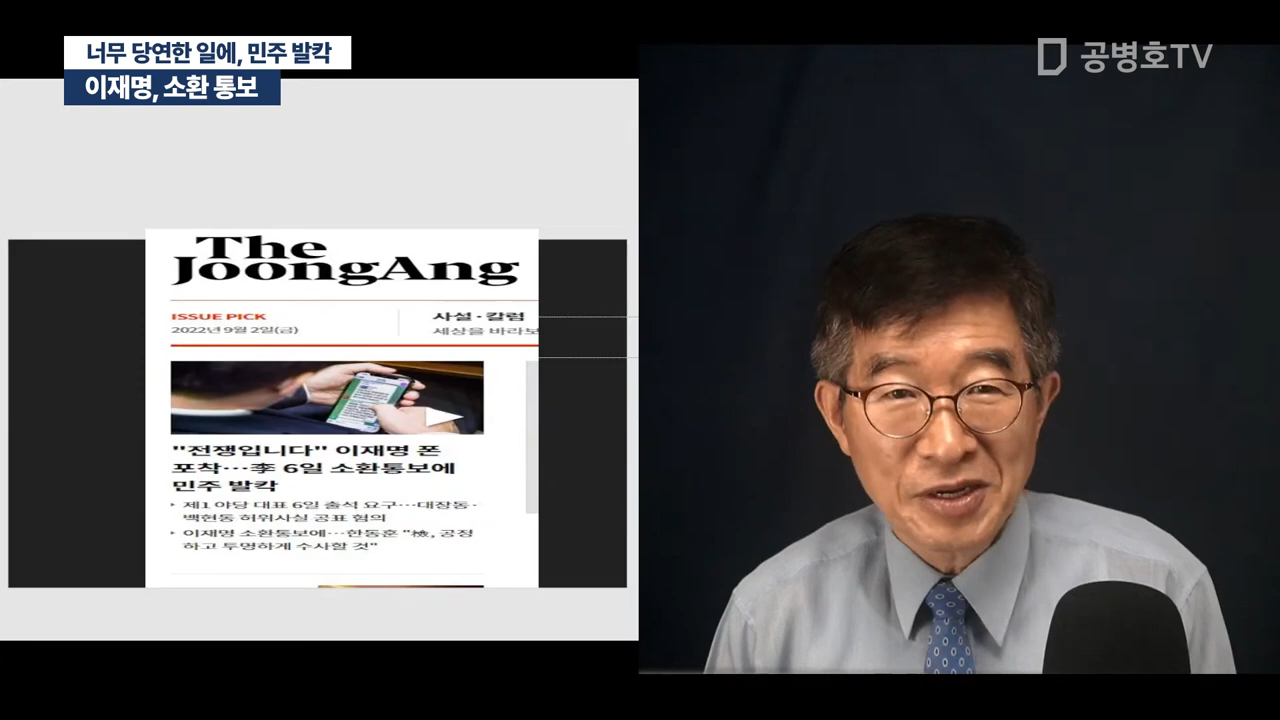 너무 당연한 일에, 민주 발칵
이재명, 소환 통보
공병호TV
The
JoongAng
ISSUE PICK
2022년 9월 2일(금)
사설·칼럼
세상을 바라보
"전쟁입니다" 이재명 폰
포착…李 6일 소환통보에
민주 발칵
제1 야당 대표 6일 출석 요구…대장동·
백현동 허위사실 공표 혐의
이재명 소환통보에…한동훈 "檢, 공정
하고 투명하게 수사할 것"